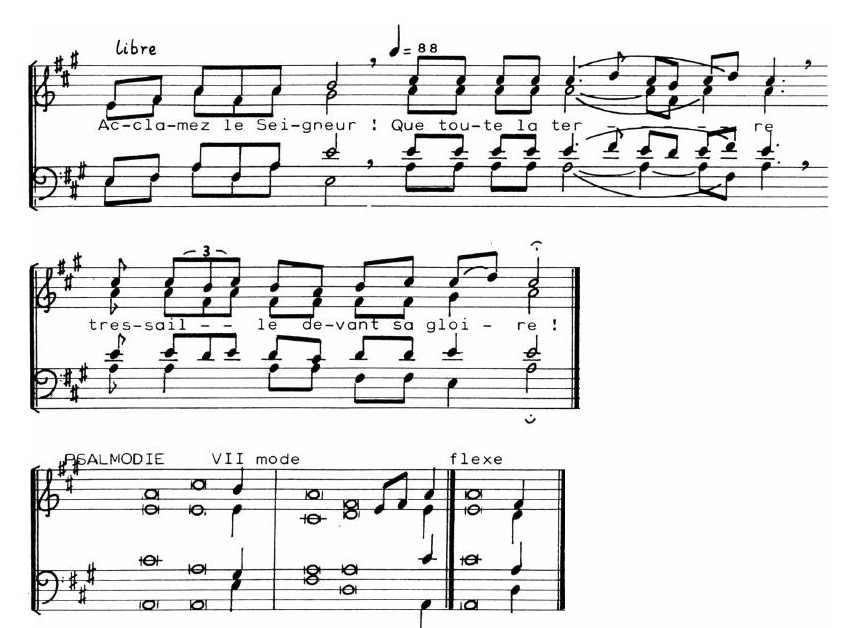 libre ♩ = 88
Ac-cla-mez le Sei-gneur ! Que tou-te la ter - - - re
3
tres-sail - - le de-vant sa gloi - re !
PSALMODIE VII mode flexe